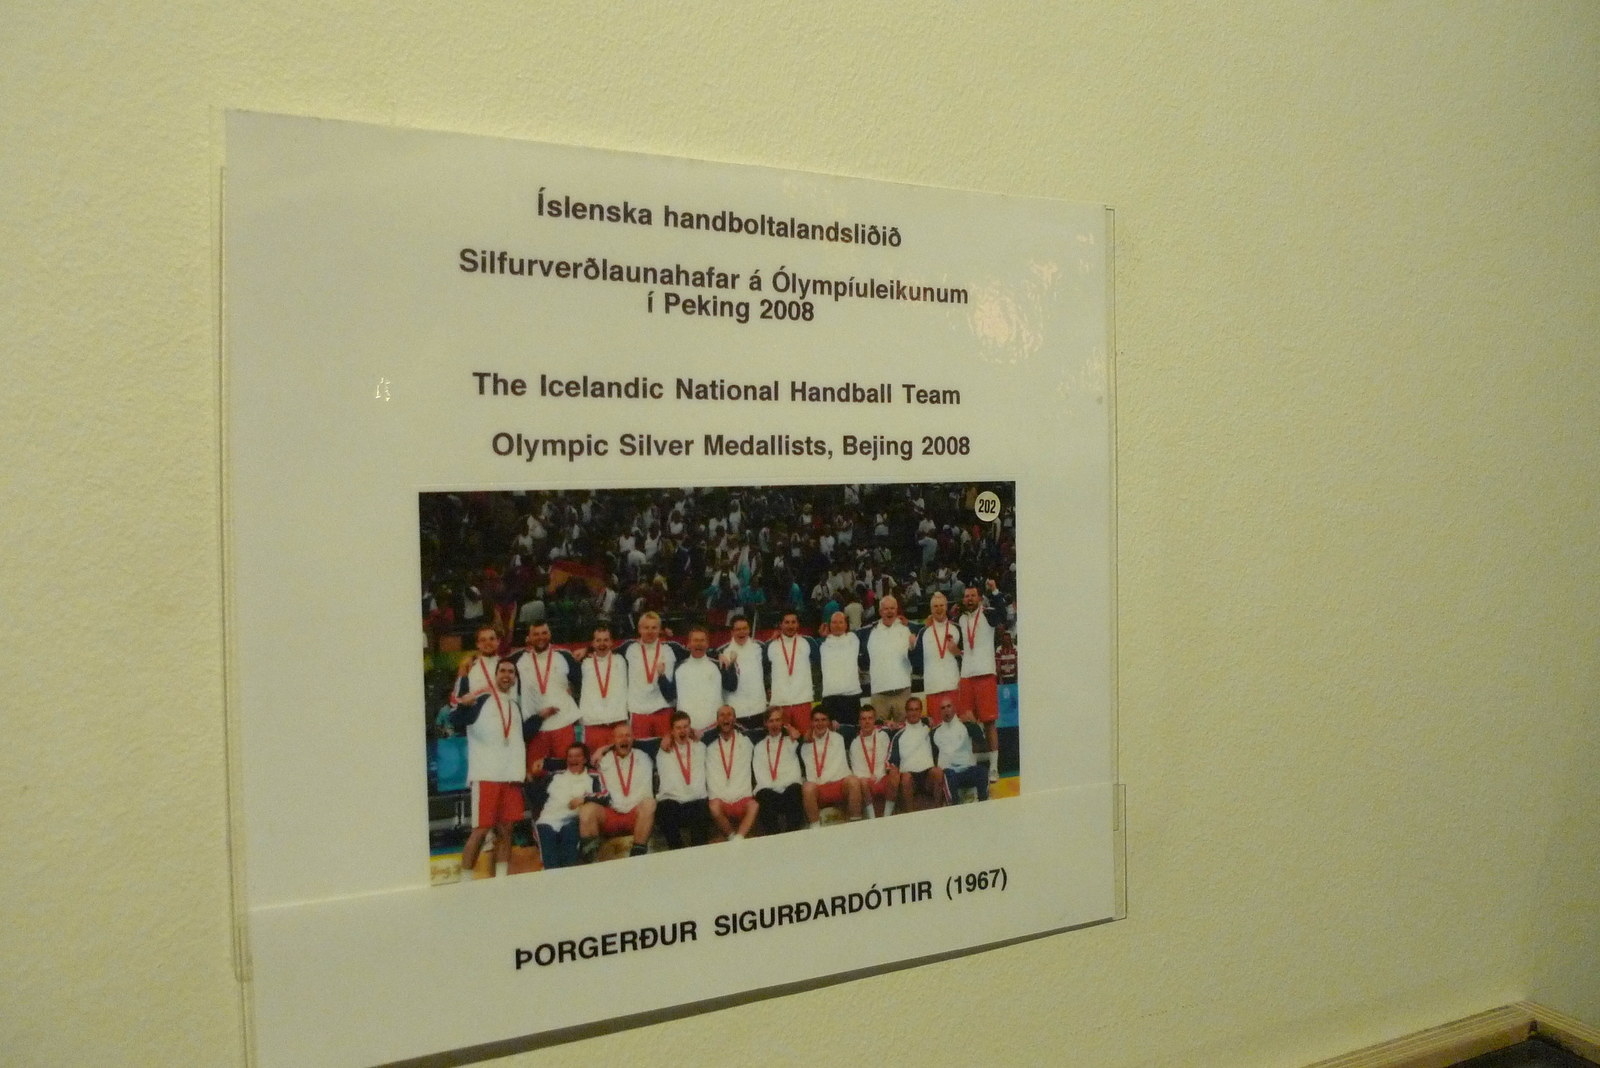 Íslenska handboltalandsliðið
Silfurverðlaunahafar á Ólympíuleikunum
í Peking 2008
The Icelandic National Handball Team
Olympic Silver Medallists, Bejing 2008
202
ÞORGERÐUR SIGURÐARDÓTTIR (1967)